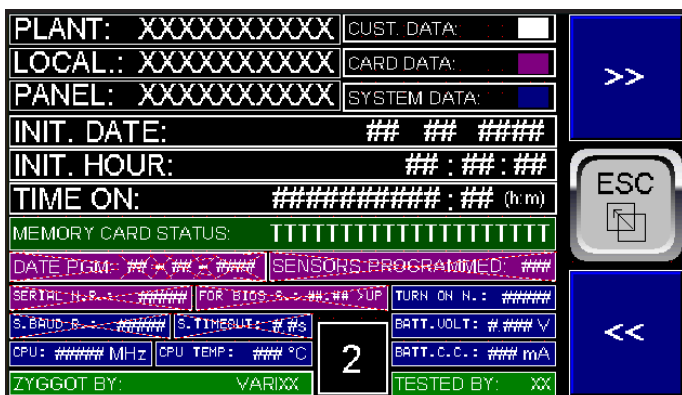 PLANT: XXXXXXXXXX CUST. DATA:
LOCAL.: XXXXXXXXXX CARD DATA:
PANEL: XXXXXXXXXX SYSTEM DATA:
>>
INIT. DATE: ## ## ####
INIT. HOUR: ## : ## : ##
TIME ON: ########## : ## (h:m)
ESC
MEMORY CARD STATUS: TTTTTTTTTTTTTTTTTTTT
DATE PGM: ## - ## - #### SENSORS PROGRAMMED: ###
SERIAL N.R.: ##### FOR BIOS R.: ##.## >UP TURN ON N.: #####
S.BAUD R.: ##### S.TIMEOUT: #.#s BATT.VOLT: #.### V
<<
CPU: ##### MHz CPU TEMP: ### °C 2 BATT.C.C.: ### mA
ZYGGOT BY: VARIXX TESTED BY: XX